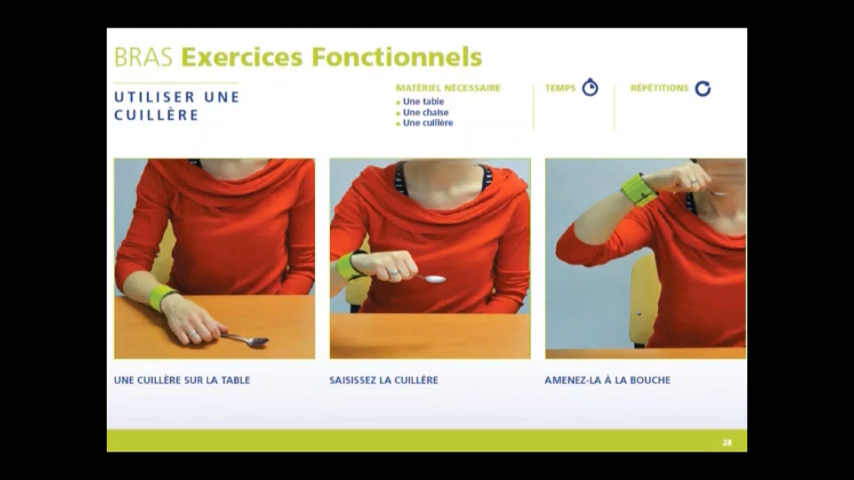 BRAS Exercices Fonctionnels
UTILISER UNE
CUILLÈRE
MATÉRIEL NÉCESSAIRE
Une table
Une chaise
Une cuillère
TEMPS
RÉPÉTITIONS
UNE CUILLÈRE SUR LA TABLE
SAISISSEZ LA CUILLÈRE
AMENEZ-LA À LA BOUCHE
28